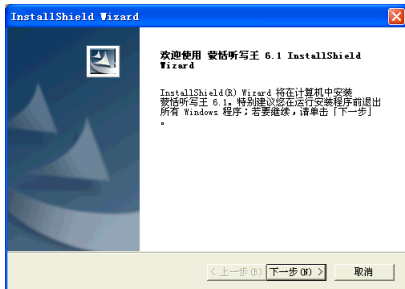 InstallShield Wizard
欢迎使用 蒙恬听写王 6.1 InstallShield
Wizard
InstallShield(R) Wizard 将在计算机中安装
蒙恬听写王 6.1。特别建议您在运行安装程序前退出
所有 Windows 程序；若要继续，请单击「下一步」
。
< 上一步(B)
下一步(N) >
取消